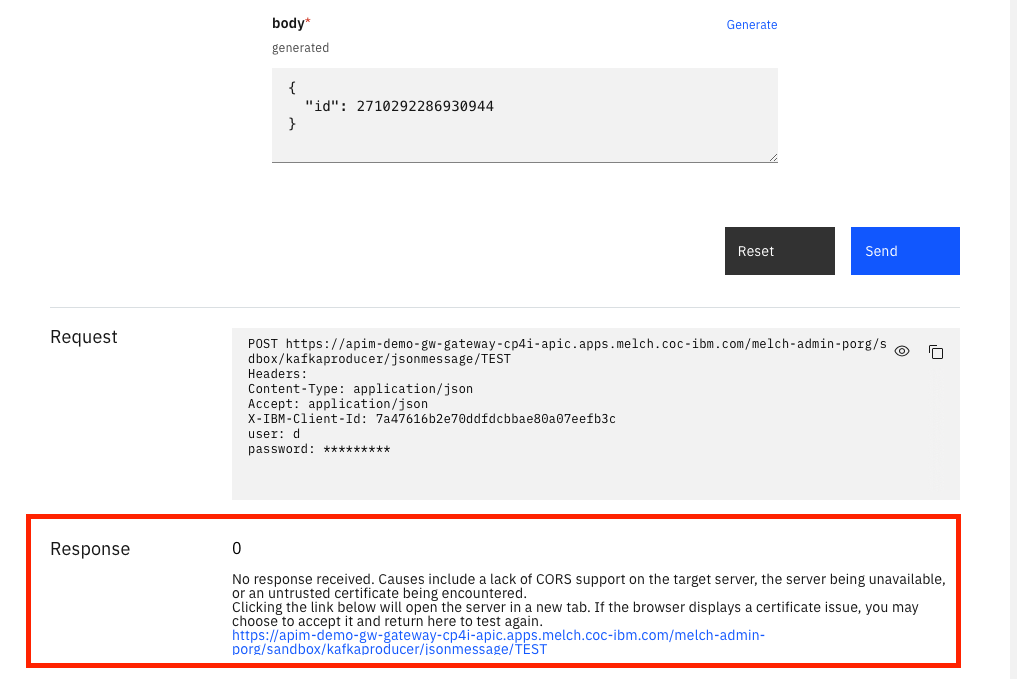 body*
Generate
generated
{
"id": 2710292286930944
}
Reset
Send
Request
POST https://apim-demo-gw-gateway-cp4i-apic.apps.melch.coc-ibm.com/melch-admin-porg/s
dbox/kafkaproducer/jsonmessage/TEST
Headers:
Content-Type: application/json
Accept: application/json
X-IBM-Client-Id: 7a47616b2e70ddfdcbbae80a07eefb3c
user: d
password: *********
Response
0
No response received. Causes include a lack of CORS support on the target server, the server being unavailable,
or an untrusted certificate being encountered.
Clicking the link below will open the server in a new tab. If the browser displays a certificate issue, you may
choose to accept it and return here to test again.
https://apim-demo-gw-gateway-cp4i-apic.apps.melch.coc-ibm.com/melch-admin-
porg/sandbox/kafkaproducer/jsonmessage/TEST